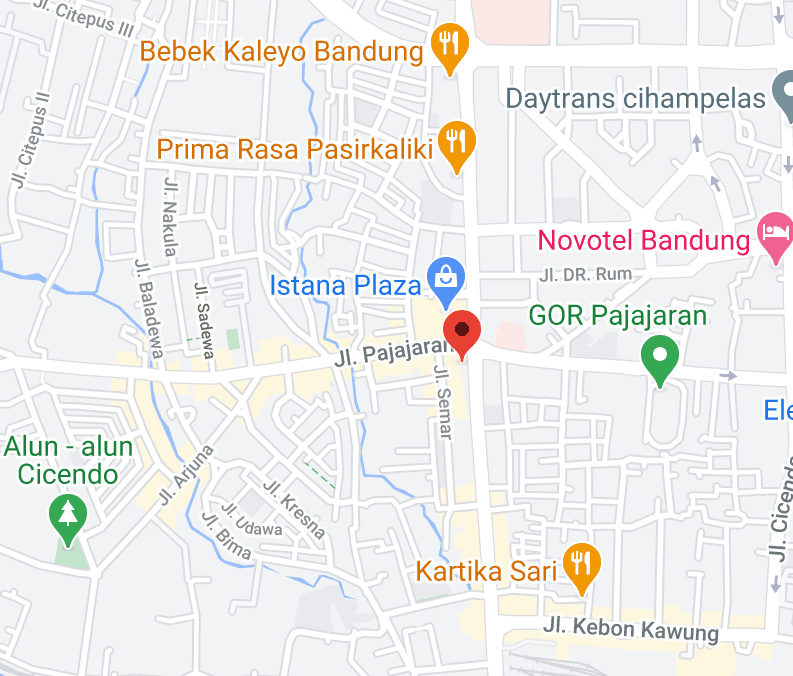 Jl. Citepus III
Bebek Kaleyo Bandung
Daytrans cihampelas
Jl. Citepus II
Prima Rasa Pasirkaliki
Jl. Nakula
Novotel Bandung
Jl. DR. Rum
Jl. Baladewa
Istana Plaza
Jl. Sadewa
GOR Pajajaran
Jl. Pajajaran
Jl. Semar
Ele
Alun - alun
Cicendo
Jl. Arjuna
Jl. Kresna
Jl. Udawa
Jl. Bima
Jl. Cicendo
Kartika Sari
Jl. Kebon Kawung